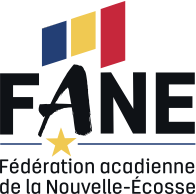 FANE
Fédération acadienne
de la Nouvelle-Écosse